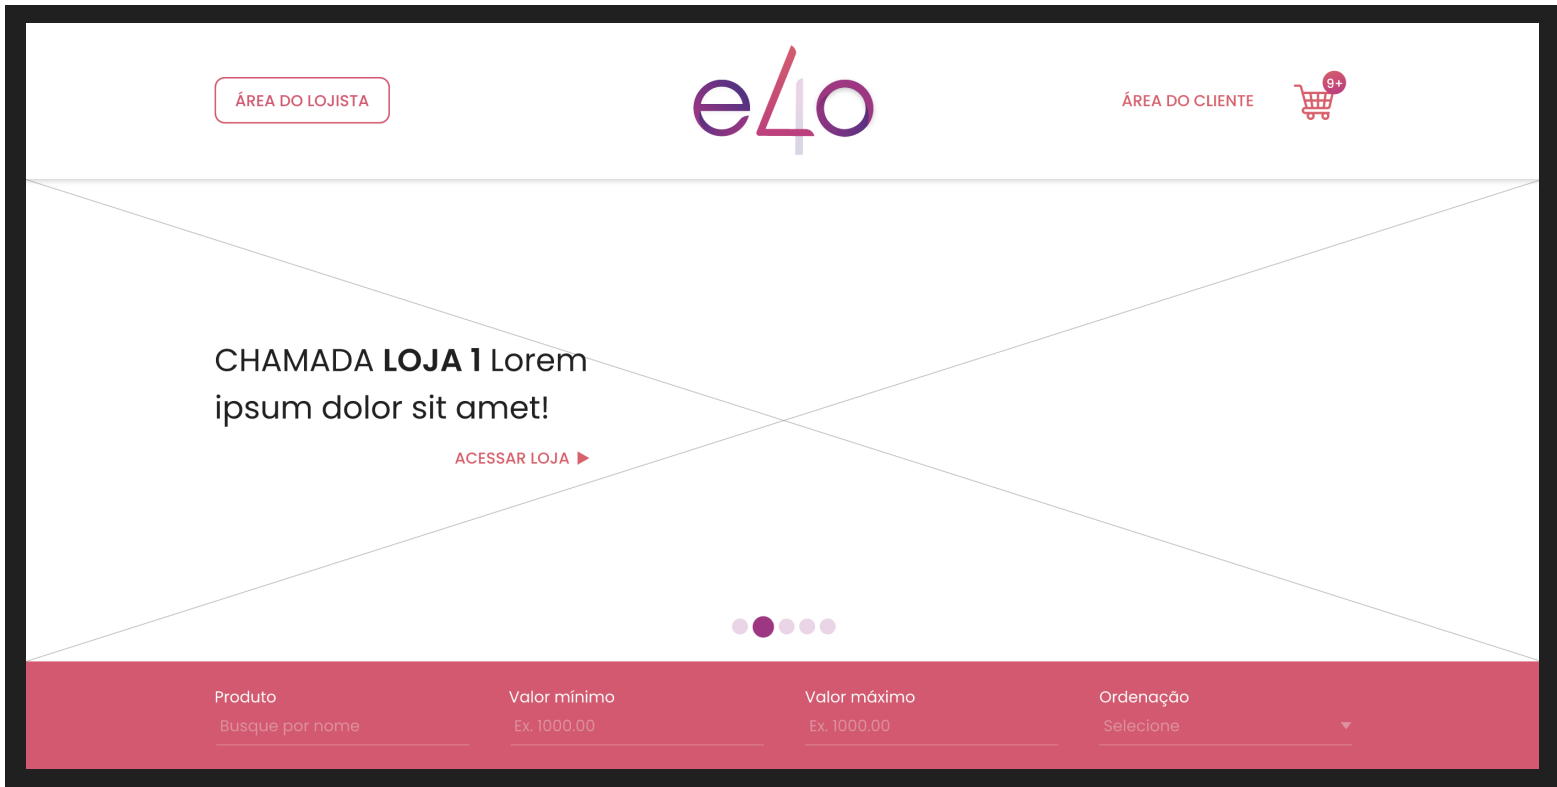 ÁREA DO LOJISTA
e4o
ÁREA DO CLIENTE
9+
CHAMADA LOJA 1 Lorem
ipsum dolor sit amet!
ACESSAR LOJA
Produto
Valor mínimo
Valor máximo
Ordenação
Busque por nome
Ex. 1000.00
Ex. 1000.00
Selecione